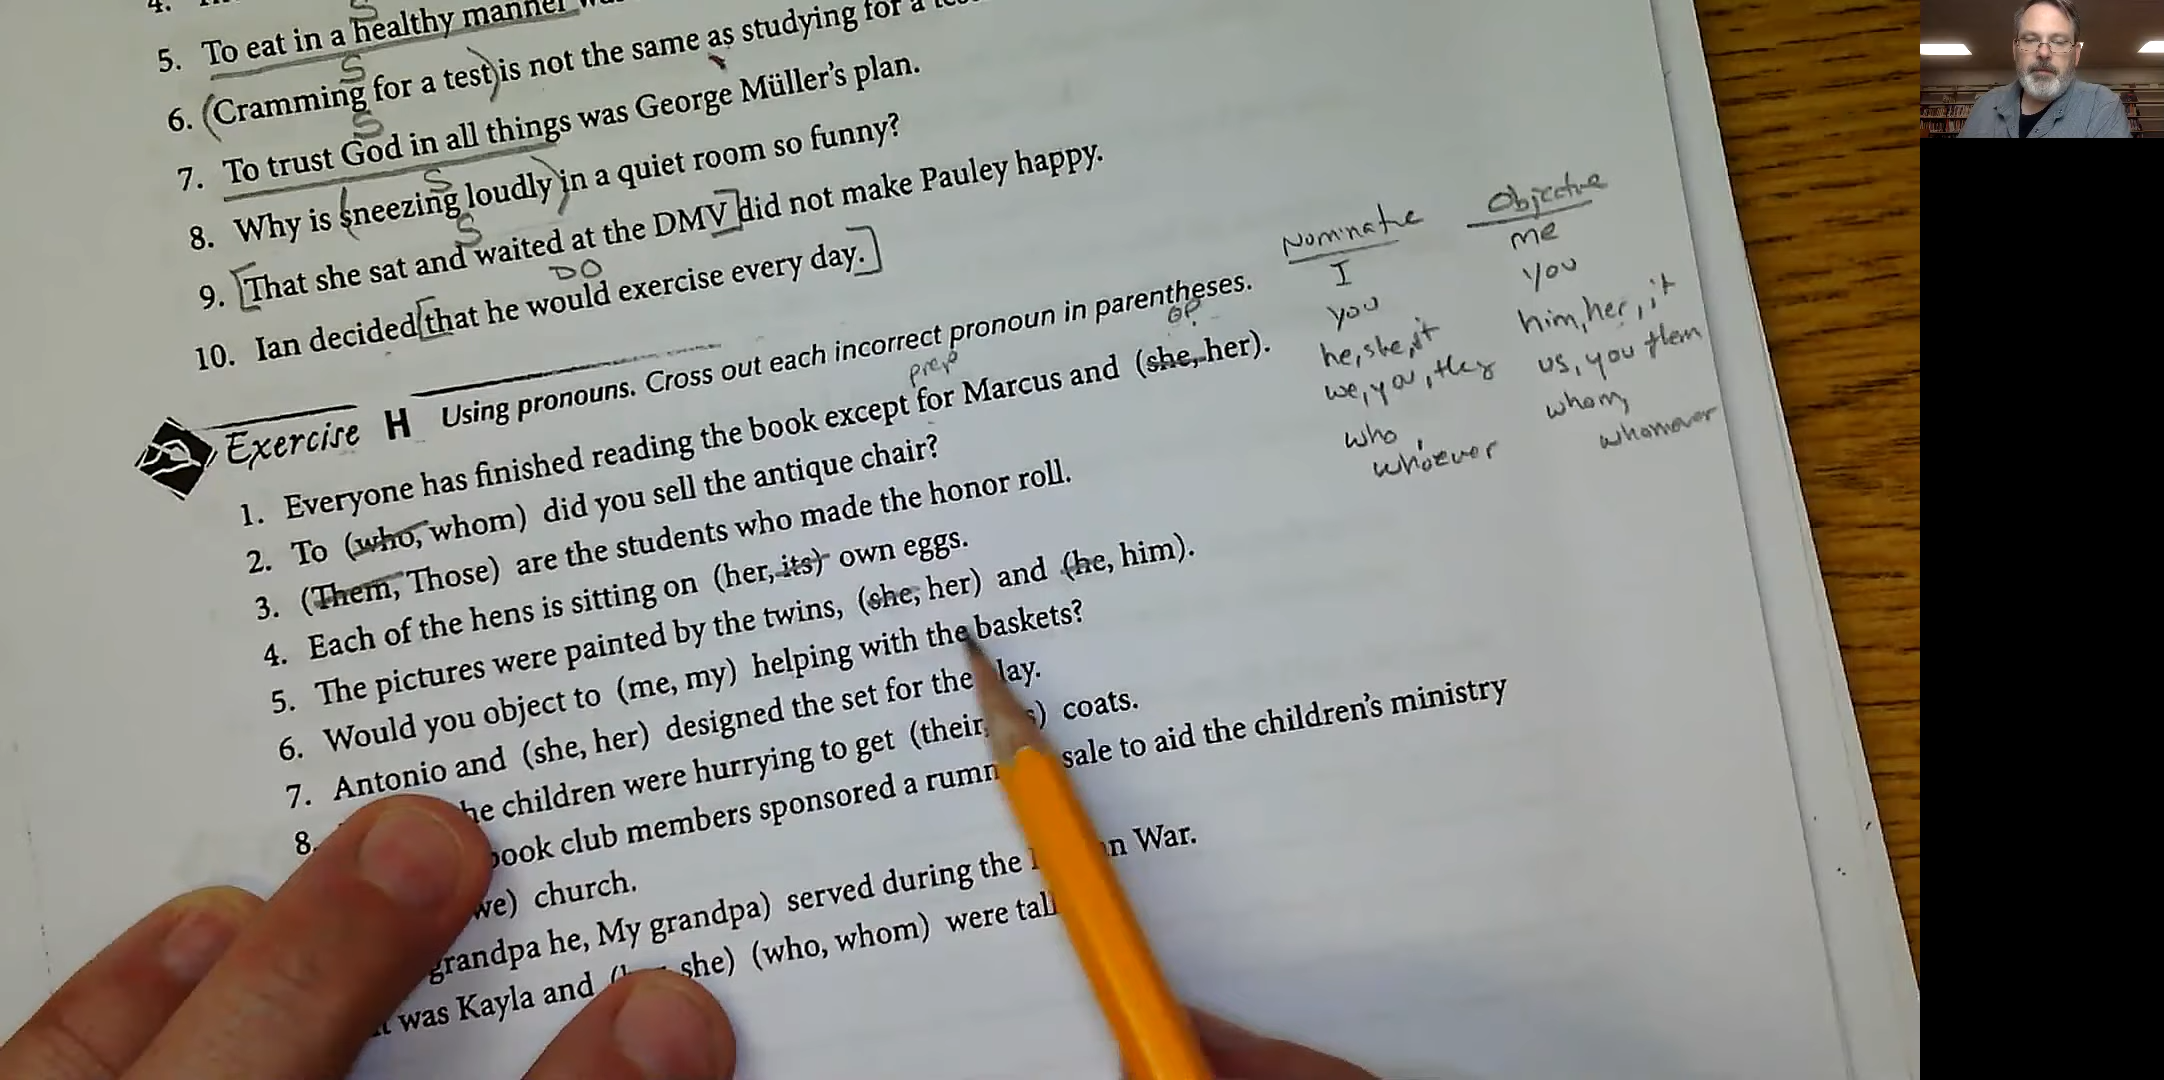 4.
5. To eat in a healthy manner
S
6. (Cramming for a test) is not the same as studying for a
S
7. To trust God in all things was George Müller's plan.
S
8. Why is (sneezing loudly) in a quiet room so funny?
S
9. [That she sat and waited at the DMV] did not make Pauley happy.
DO
10. Ian decided [that he would exercise every day.]
Exercise H Using pronouns. Cross out each incorrect pronoun in parentheses.
prep OP
1. Everyone has finished reading the book except for Marcus and (she, her).
2. To (who, whom) did you sell the antique chair?
3. (Them, Those) are the students who made the honor roll.
4. Each of the hens is sitting on (her, its) own eggs.
5. The pictures were painted by the twins, (she, her) and (he, him).
6. Would you object to (me, my) helping with the baskets?
7. Antonio and (she, her) designed the set for the lay.
8. he children were hurrying to get (their, s) coats.
book club members sponsored a rumm sale to aid the children's ministry
we) church.
grandpa he, My grandpa) served during the n War.
was Kayla and ( she) (who, whom) were tal
Nominative
I
you
he, she, it
we, you, they
who,
whoever
Objective
me
you
him, her, it
us, you them
whom,
whomever